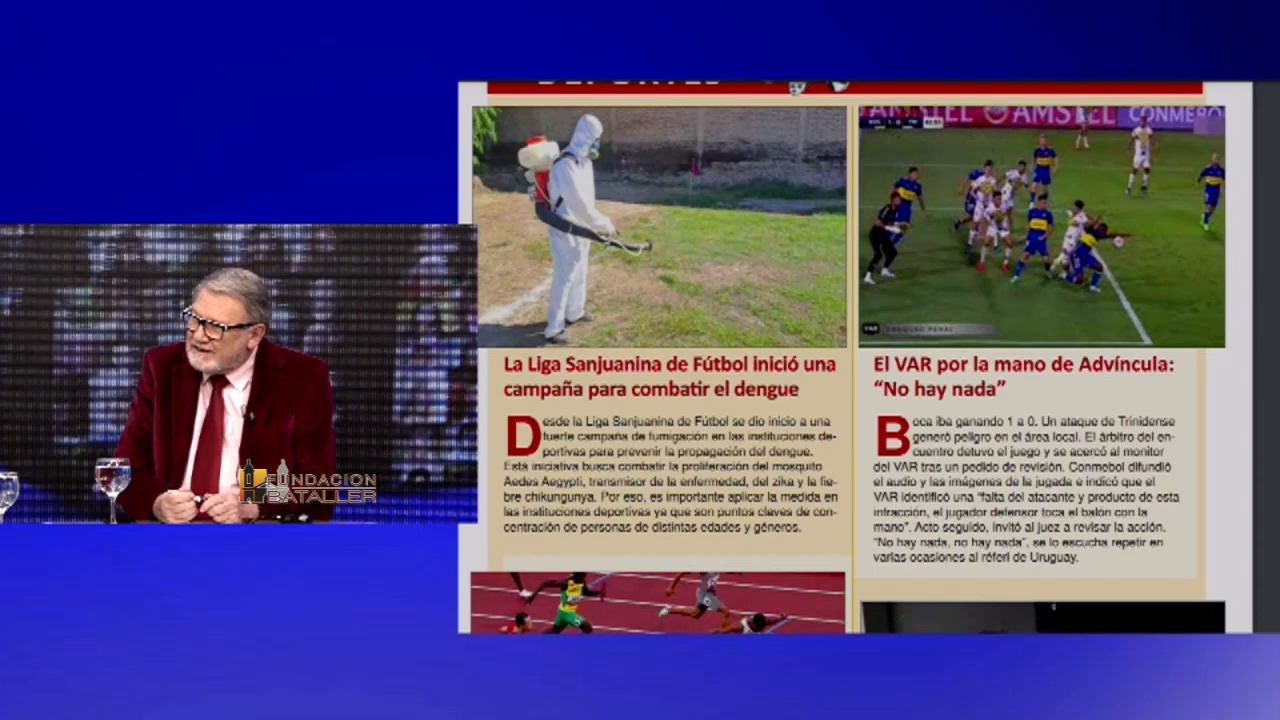 DEPORTES
AMSTEL
AMSTEL
CONMEBO
VAR
CHEQUEO PENAL
La Liga Sanjuanina de Fútbol inició una
campaña para combatir el dengue
Desde la Liga Sanjuanina de Fútbol se dio inicio a una
fuerte campaña de fumigación en las instituciones de-
portivas para prevenir la propagación del dengue.
Está iniciativa busca combatir la proliferación del mosquito
Aedes Aegypti, transmisor de la enfermedad, del zika y la fie-
bre chikungunya. Por eso, es importante aplicar la medida en
las instituciones deportivas ya que son puntos claves de con-
centración de personas de distintas edades y géneros.
El VAR por la mano de Advíncula:
“No hay nada”
Boca iba ganando 1 a 0. Un ataque de Trinidense
generó peligro en el área local. El árbitro del en-
cuentro detuvo el juego y se acercó al monitor
del VAR tras un pedido de revisión. Conmebol difundió
el audio y las imágenes de la jugada e indicó que el
VAR identificó una “falta del atacante y producto de esta
infracción, el jugador defensor toca el balón con la
mano”. Acto seguido, invitó al juez a revisar la acción.
“No hay nada, no hay nada”, se lo escucha repetir en
varias ocasiones al réferi de Uruguay.
FUNDACION
BATALLER